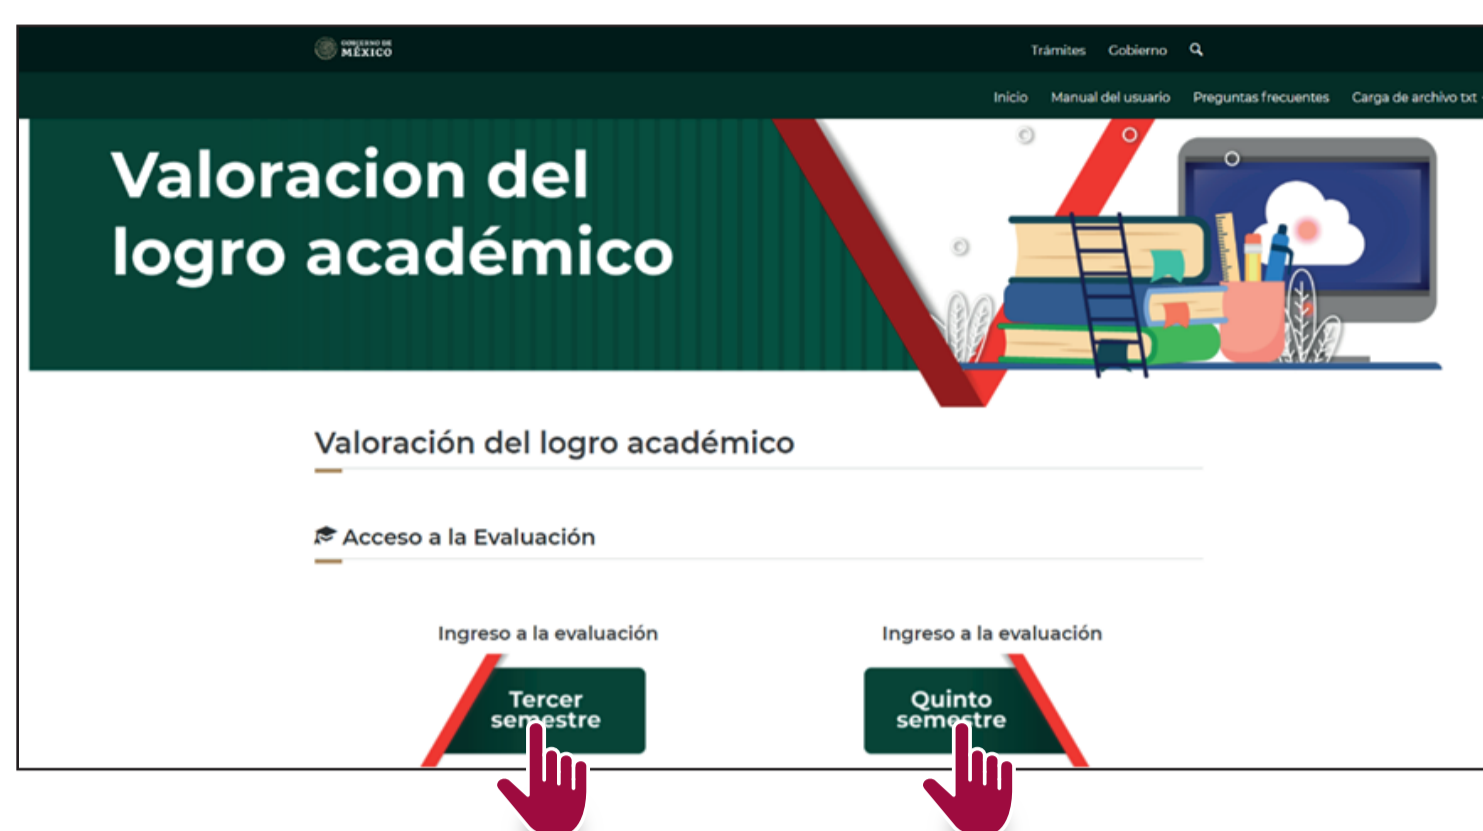 GOBIERNO DE
MÉXICO
Trámites Gobierno
Inicio Manual del usuario Preguntas frecuentes Carga de archivo txt
Valoracion del
logro académico
Valoración del logro académico
Acceso a la Evaluación
Ingreso a la evaluación
Tercer
semestre
Ingreso a la evaluación
Quinto
semestre